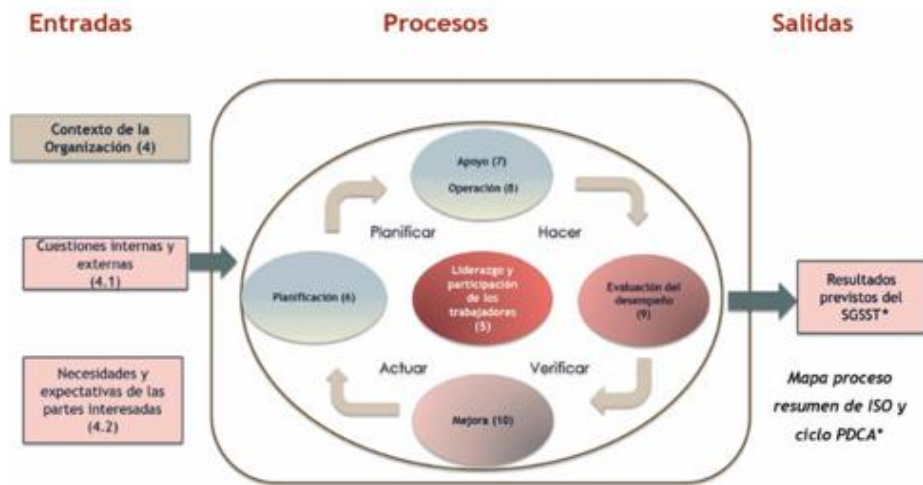 Entradas
Procesos
Salidas
Contexto de la
Organización (4)
Cuestiones internas y
externas
(4.1)
Necesidades y
expectativas de las
partes interesadas
(4.2)
Apoyo (7)
Operación (8)
Planificar
Hacer
Planificación (6)
Liderazgo y
participación
de los
trabajadores
(5)
Evaluación del
desempeño
(9)
Actuar
Verificar
Mejora (10)
Resultados
previstos del
SGSST*
Mapa proceso
resumen de ISO y
ciclo PDCA*